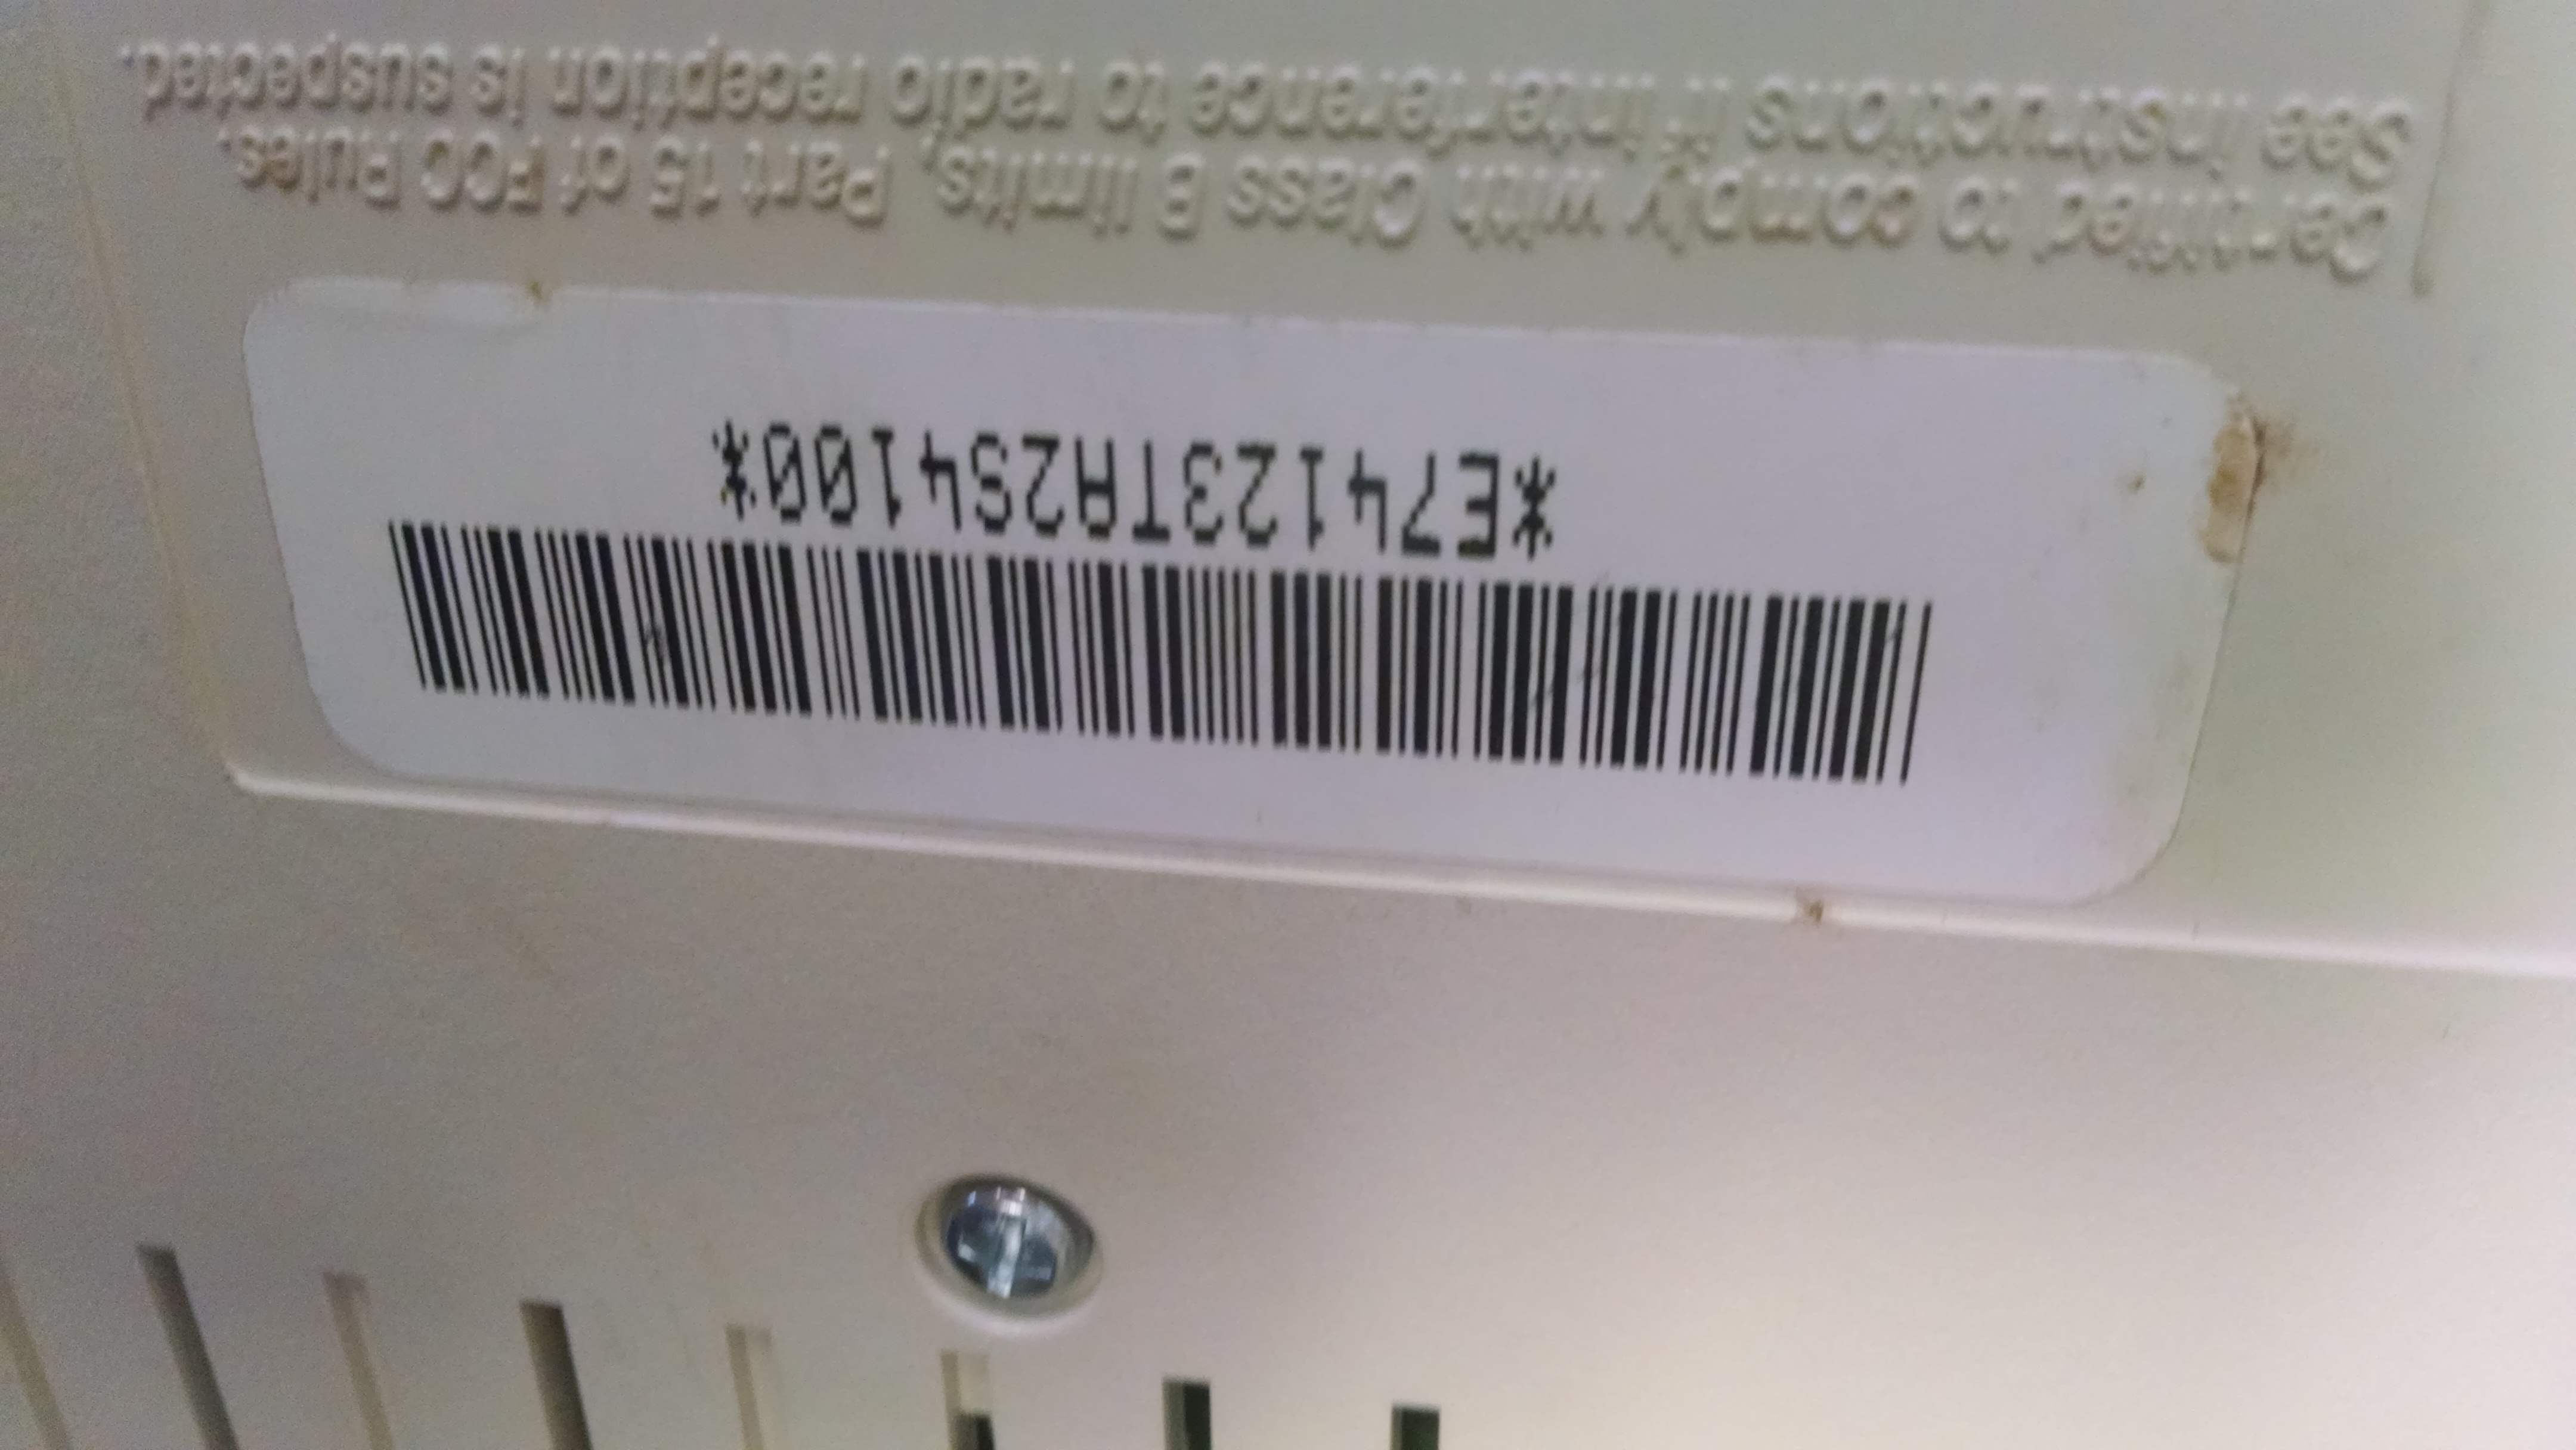 *E74123TA2S4100*
Certified to comply with Class B limits, Part 15 of FCC Rules.
See instructions if interference to radio reception is suspected.